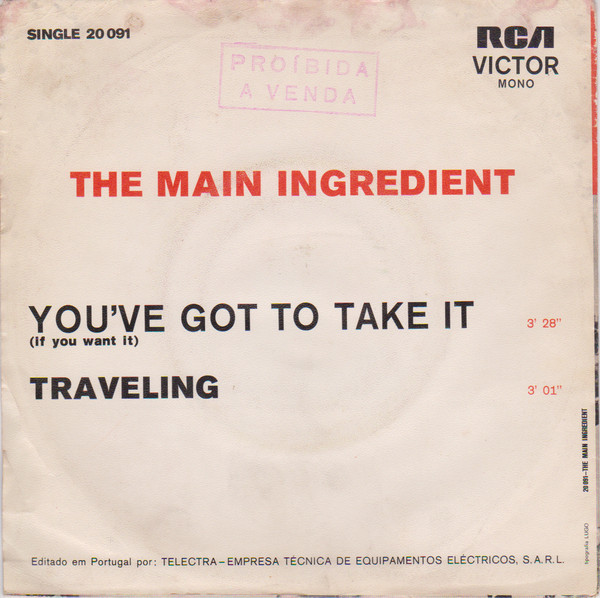 SINGLE 20 091
RCA
VICTOR
MONO
PROÍBIDA
A VENDA
THE MAIN INGREDIENT
YOU'VE GOT TO TAKE IT 3' 28"
(if you want it)
TRAVELING 3' 01"
20 091-THE MAIN INGREDIENT
tipografia LUGO
Editado em Portugal por: TELECTRA-EMPRESA TÉCNICA DE EQUIPAMENTOS ELÉCTRICOS, S.A.R.L.